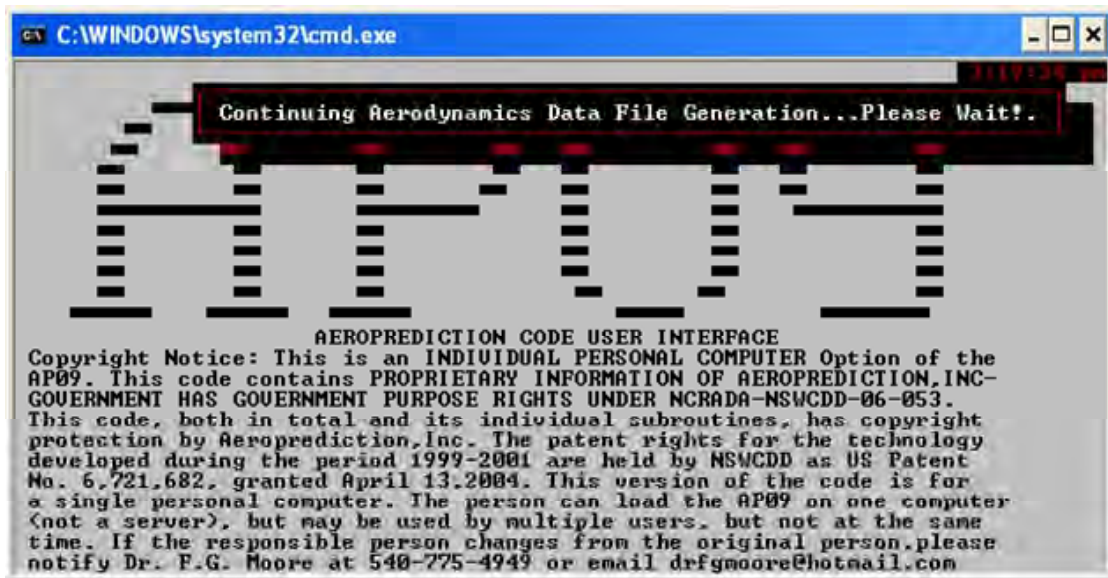 C:\WINDOWS\system32\cmd.exe
3:19:34 pm
Continuing Aerodynamics Data File Generation...Please Wait!.
AP09
AEROPREDICTION CODE USER INTERFACE
Copyright Notice: This is an INDIVIDUAL PERSONAL COMPUTER Option of the
AP09. This code contains PROPRIETARY INFORMATION OF AEROPREDICTION,INC-
GOVERNMENT HAS GOVERNMENT PURPOSE RIGHTS UNDER NCRADA-NSWCDD-06-053.
This code, both in total and its individual subroutines, has copyright
protection by Aeroprediction,Inc. The patent rights for the technology
developed during the period 1999-2001 are held by NSWCDD as US Patent
No. 6,721,682, granted April 13.2004. This version of the code is for
a single personal computer. The person can load the AP09 on one computer
(not a server), but may be used by multiple users, but not at the same
time. If the responsible person changes from the original person,please
notify Dr. F.G. Moore at 540-775-4949 or email drfgmoore@hotmail.com